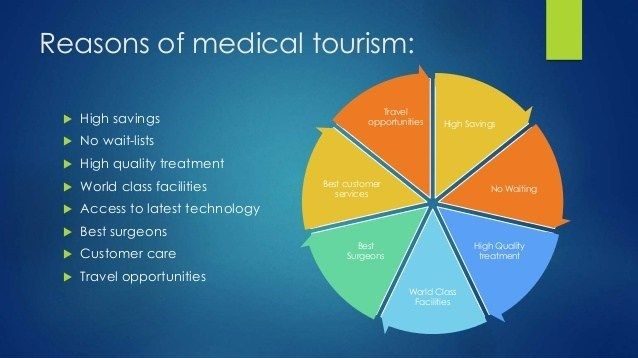 Reasons of medical tourism:
High savings
No wait-lists
High quality treatment
World class facilities
Access to latest technology
Best surgeons
Customer care
Travel opportunities
High Savings
No Waiting
High Quality
treatment
World Class
Facilities
Best
Surgeons
Best customer
services
Travel
opportunities